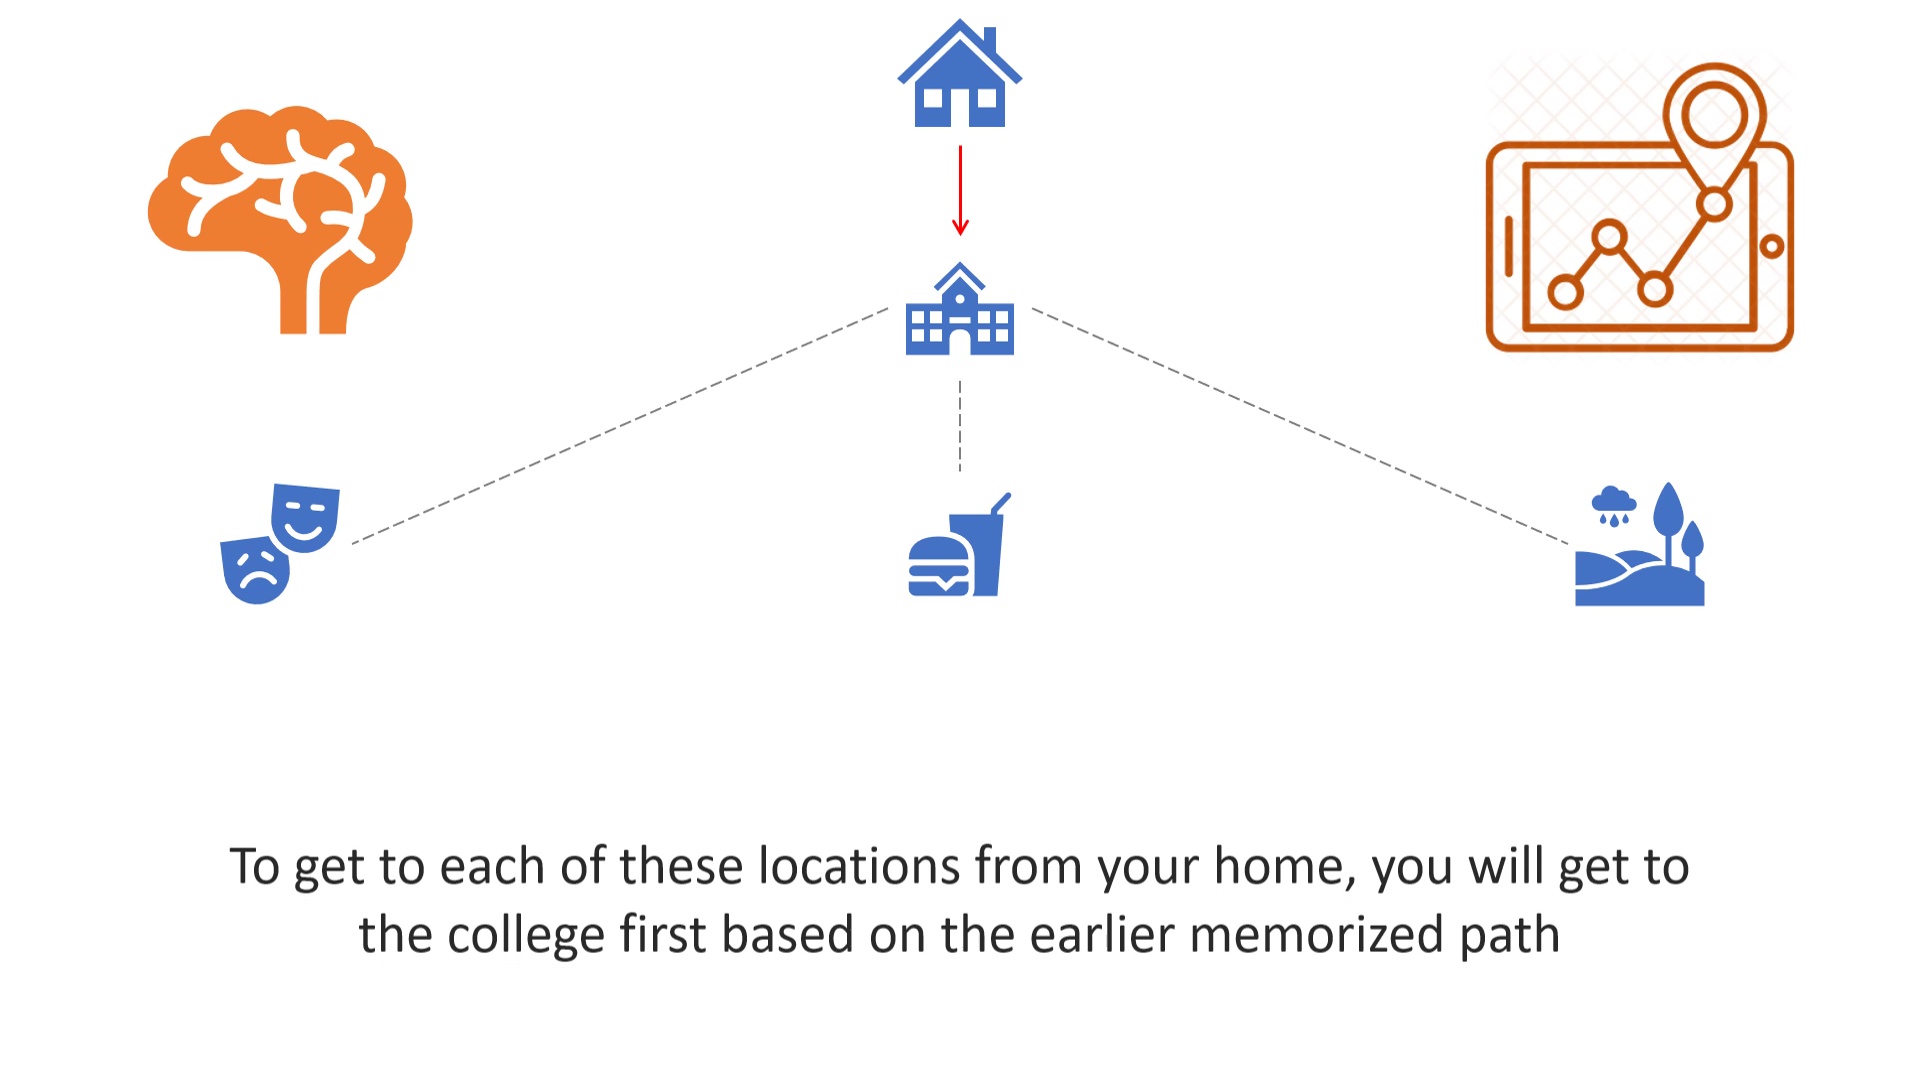 To get to each of these locations from your home, you will get to
the college first based on the earlier memorized path